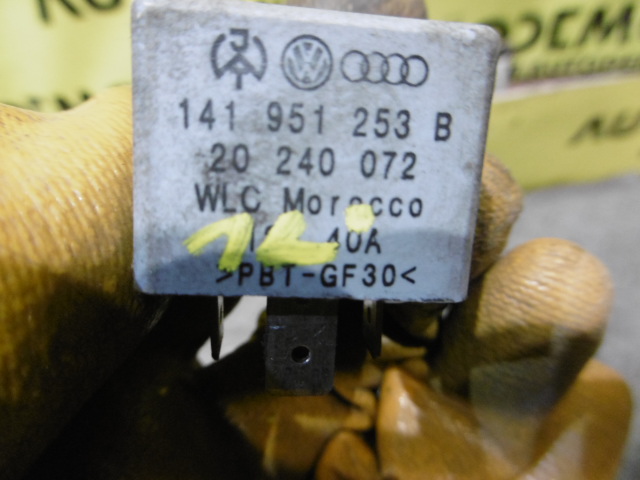 141 951 253 B
20 240 072
WLC Morocco
40A
>PBT-GF30<